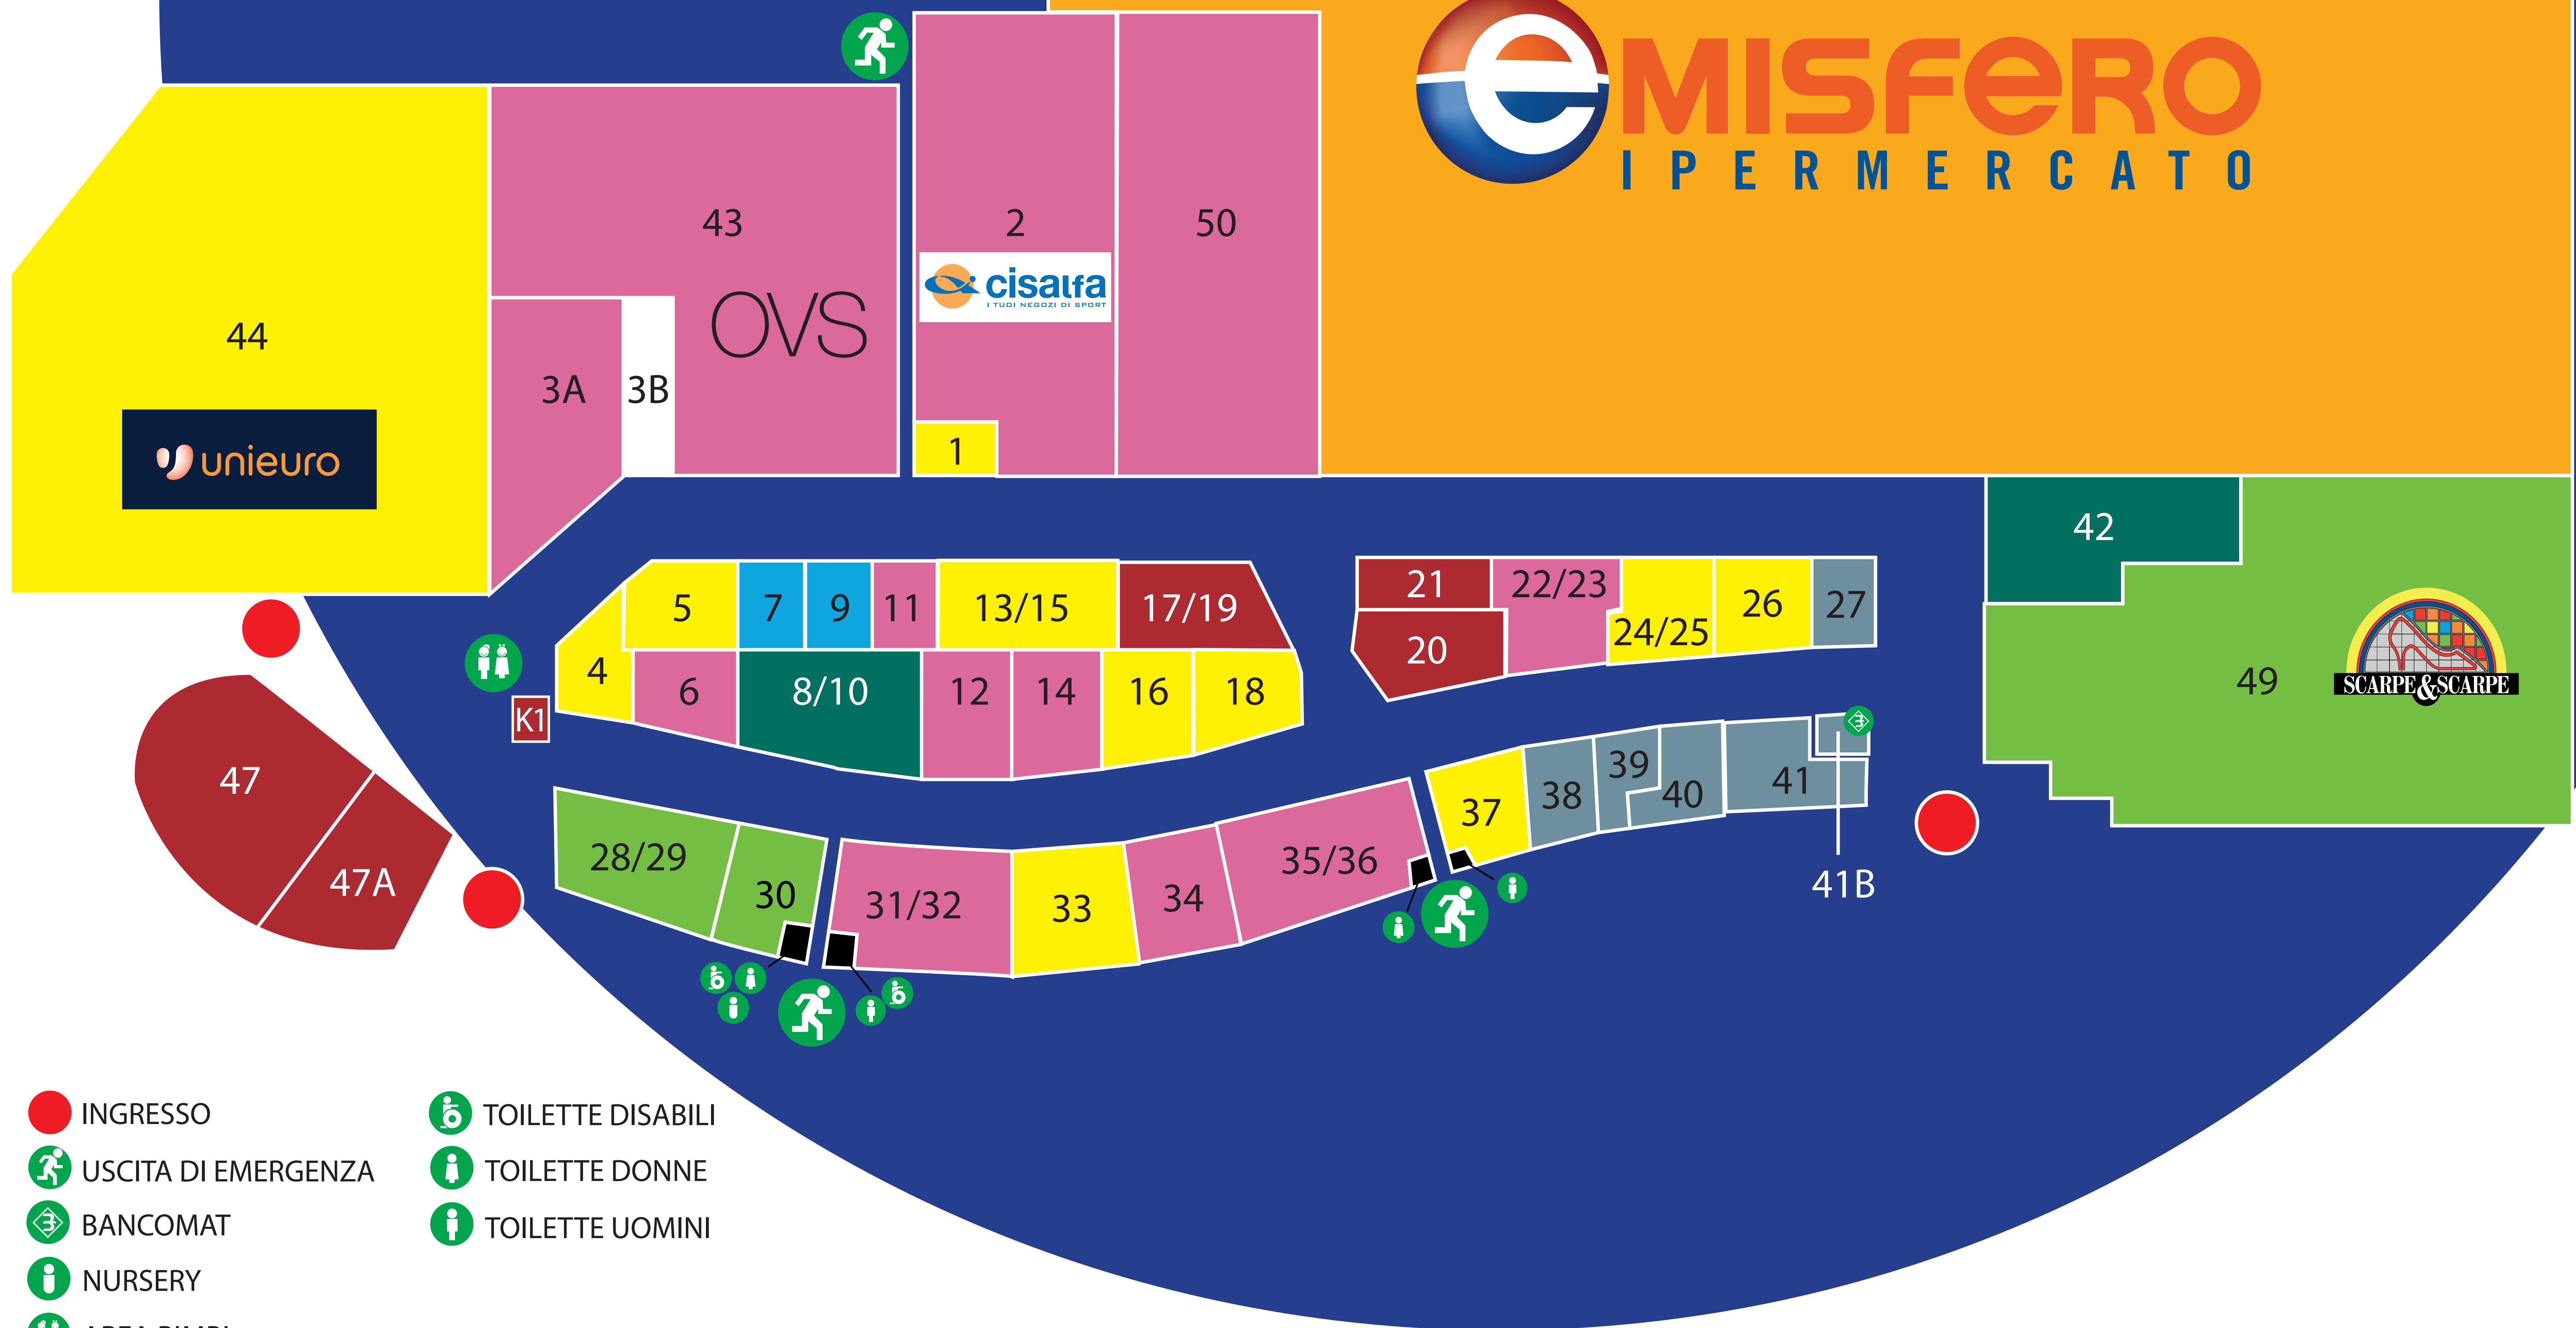 eMISFERO
IPERMERCATO
43
2
50
cisalfa
I TUOI NEGOZI DI SPORT
OVS
44
3A
3B
unieuro
1
42
5
7
9
11
13/15
17/19
21
22/23
24/25
26
27
4
6
8/10
12
14
16
18
20
49
SCARPE&SCARPE
K1
47
47A
28/29
30
31/32
33
34
35/36
37
38
39
40
41
41B
INGRESSO
USCITA DI EMERGENZA
BANCOMAT
NURSERY
TOILETTE DISABILI
TOILETTE DONNE
TOILETTE UOMINI